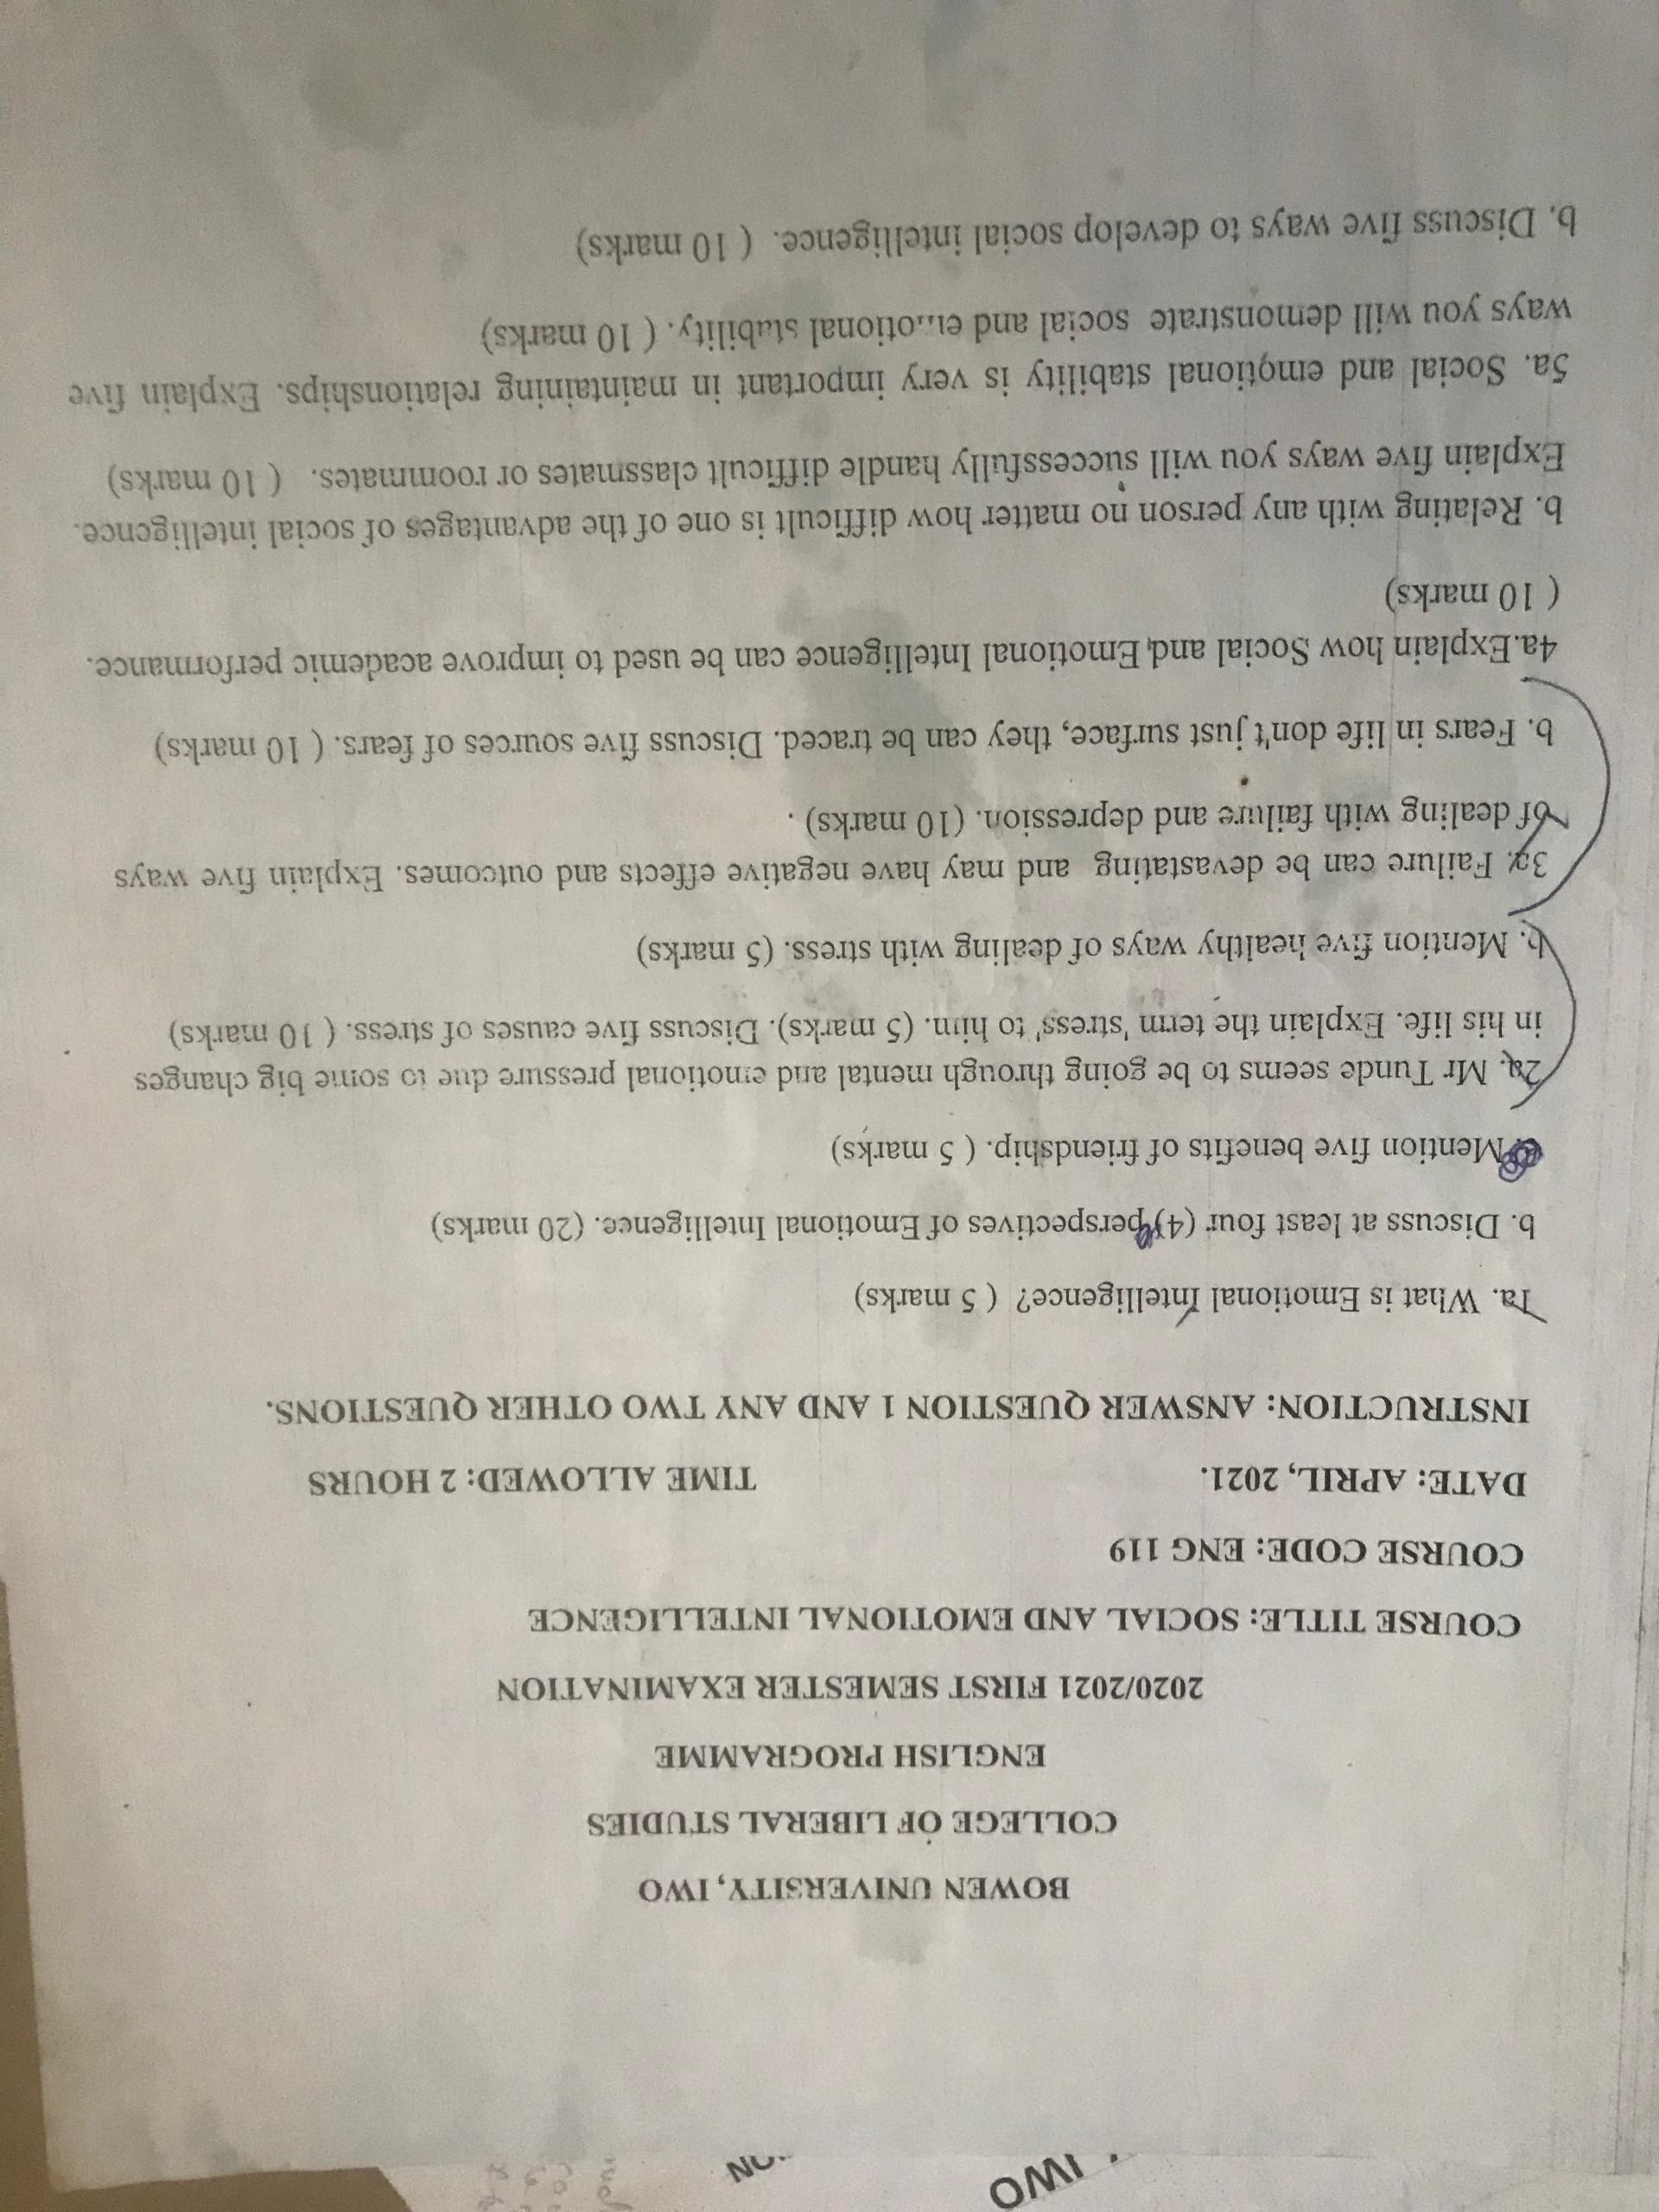 IWO
BOWEN UNIVERSITY, IWO
COLLEGE OF LIBERAL STUDIES
ENGLISH PROGRAMME
2020/2021 FIRST SEMESTER EXAMINATION
COURSE TITLE: SOCIAL AND EMOTIONAL INTELLIGENCE
COURSE CODE: ENG 119
DATE: APRIL, 2021. TIME ALLOWED: 2 HOURS
INSTRUCTION: ANSWER QUESTION 1 AND ANY TWO OTHER QUESTIONS.
1a. What is Emotional Intelligence? ( 5 marks)
b. Discuss at least four (4) perspectives of Emotional Intelligence. (20 marks)
Mention five benefits of friendship. ( 5 marks)
2a. Mr Tunde seems to be going through mental and emotional pressure due to some big changes
in his life. Explain the term 'stress' to him. (5 marks). Discuss five causes of stress. ( 10 marks)
b. Mention five healthy ways of dealing with stress. (5 marks)
3a. Failure can be devastating and may have negative effects and outcomes. Explain five ways
of dealing with failure and depression. (10 marks) .
b. Fears in life don't just surface, they can be traced. Discuss five sources of fears. ( 10 marks)
4a.Explain how Social and Emotional Intelligence can be used to improve academic performance.
( 10 marks)
b. Relating with any person no matter how difficult is one of the advantages of social intelligence.
Explain five ways you will successfully handle difficult classmates or roommates. ( 10 marks)
5a. Social and emotional stability is very important in maintaining relationships. Explain five
ways you will demonstrate social and emotional stability. ( 10 marks)
b. Discuss five ways to develop social intelligence. ( 10 marks)